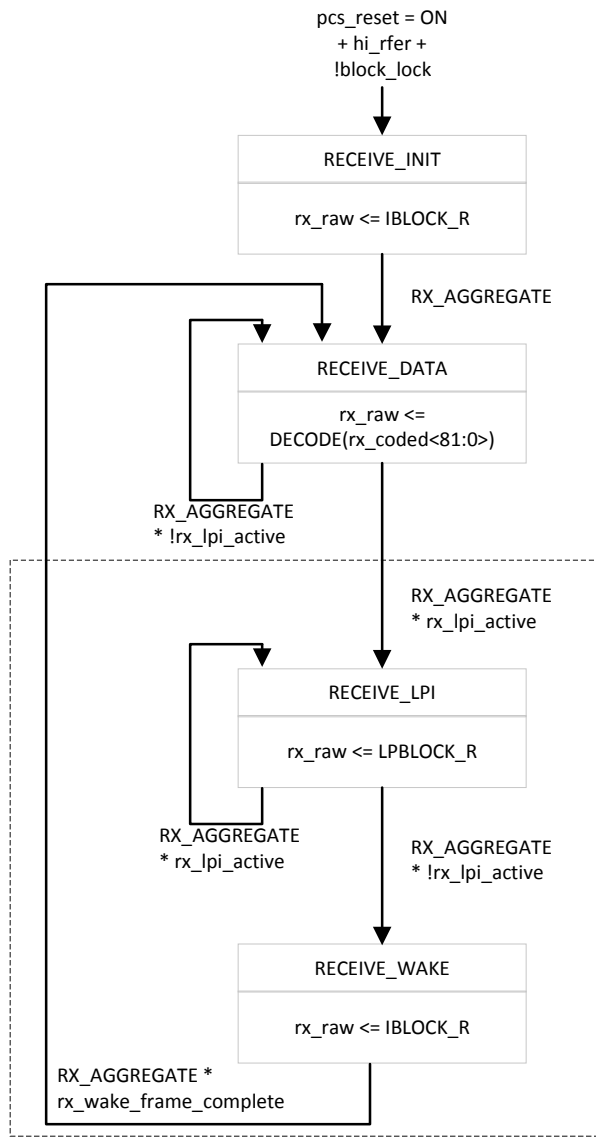 pcs_reset = ON
+ hi_rfer +
!block_lock
RECEIVE_INIT
rx_raw <= IBLOCK_R
RX_AGGREGATE
RECEIVE_DATA
rx_raw <=
DECODE(rx_coded<81:0>)
RX_AGGREGATE
* !rx_lpi_active
RX_AGGREGATE
* rx_lpi_active
RECEIVE_LPI
rx_raw <= LPBLOCK_R
RX_AGGREGATE
* rx_lpi_active
RX_AGGREGATE
* !rx_lpi_active
RECEIVE_WAKE
rx_raw <= IBLOCK_R
RX_AGGREGATE *
rx_wake_frame_complete